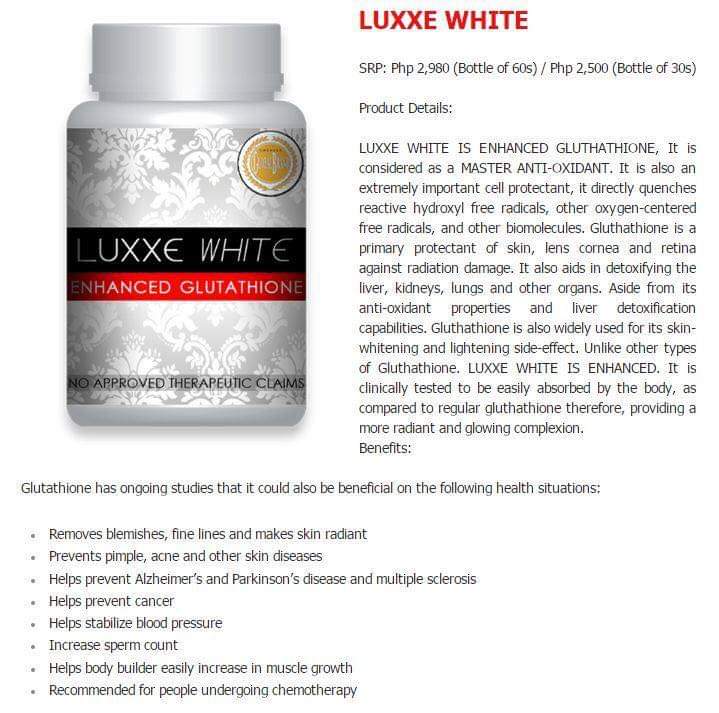 LUXXE WHITE
SRP: Php 2,980 (Bottle of 60s) / Php 2,500 (Bottle of 30s)
Product Details:
LUXXE WHITE IS ENHANCED GLUTATHIONE, It is
considered as a MASTER ANTI-OXIDANT. It is also an
extremely important cell protectant, it directly quenches
reactive hydroxyl free radicals, other oxygen-centered
free radicals, and other biomolecules. Glutathione is a
primary protectant of skin, lens cornea and retina
against radiation damage. It also aids in detoxifying the
liver, kidneys, lungs and other organs. Aside from its
anti-oxidant properties and liver detoxification
capabilities. Gluthathione is also widely used for its skin-
whitening and lightening side-effect. Unlike other types
of Gluthathione. LUXXE WHITE IS ENHANCED. It is
clinically tested to be easily absorbed by the body, as
compared to regular gluthathione therefore, providing a
more radiant and glowing complexion.
Benefits:
LUXXE WHITE
ENHANCED GLUTATHIONE
NO APPROVED THERAPEUTIC CLAIMS
Glutathione has ongoing studies that it could also be beneficial on the following health situations:
• Removes blemishes, fine lines and makes skin radiant
• Prevents pimple, acne and other skin diseases
• Helps prevent Alzheimer's and Parkinson's disease and multiple sclerosis
• Helps prevent cancer
• Helps stabilize blood pressure
• Increase sperm count
• Helps body builder easily increase in muscle growth
• Recommended for people undergoing chemotherapy